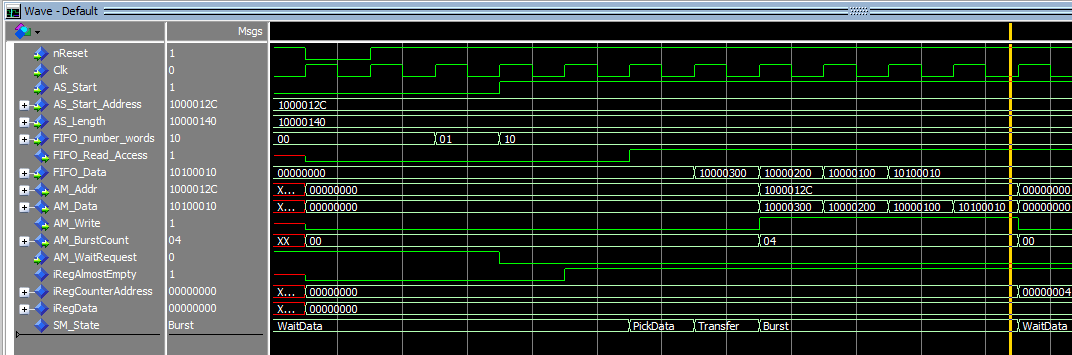 Wave - Default
Msgs
nReset 1
Clk 0
AS_Start 1
AS_Start_Address 1000012C 1000012C
AS_Length 10000140 10000140
FIFO_number_words 10 00 01 10
FIFO_Read_Access 1
FIFO_Data 10100010 00000000 10000300 10000200 10000100 10100010
AM_Addr 1000012C X... 00000000 1000012C 00000000
AM_Data 10100010 X... 00000000 10000300 10000200 10000100 10100010 00000000
AM_Write 1
AM_BurstCount 04 XX 00 04 00
AM_WaitRequest 0
iRegAlmostEmpty 1
iRegCounterAddress 00000000 X... 00000000 00000004
iRegData 00000000 X... 00000000
SM_State Burst WaitData PickData Transfer Burst WaitData